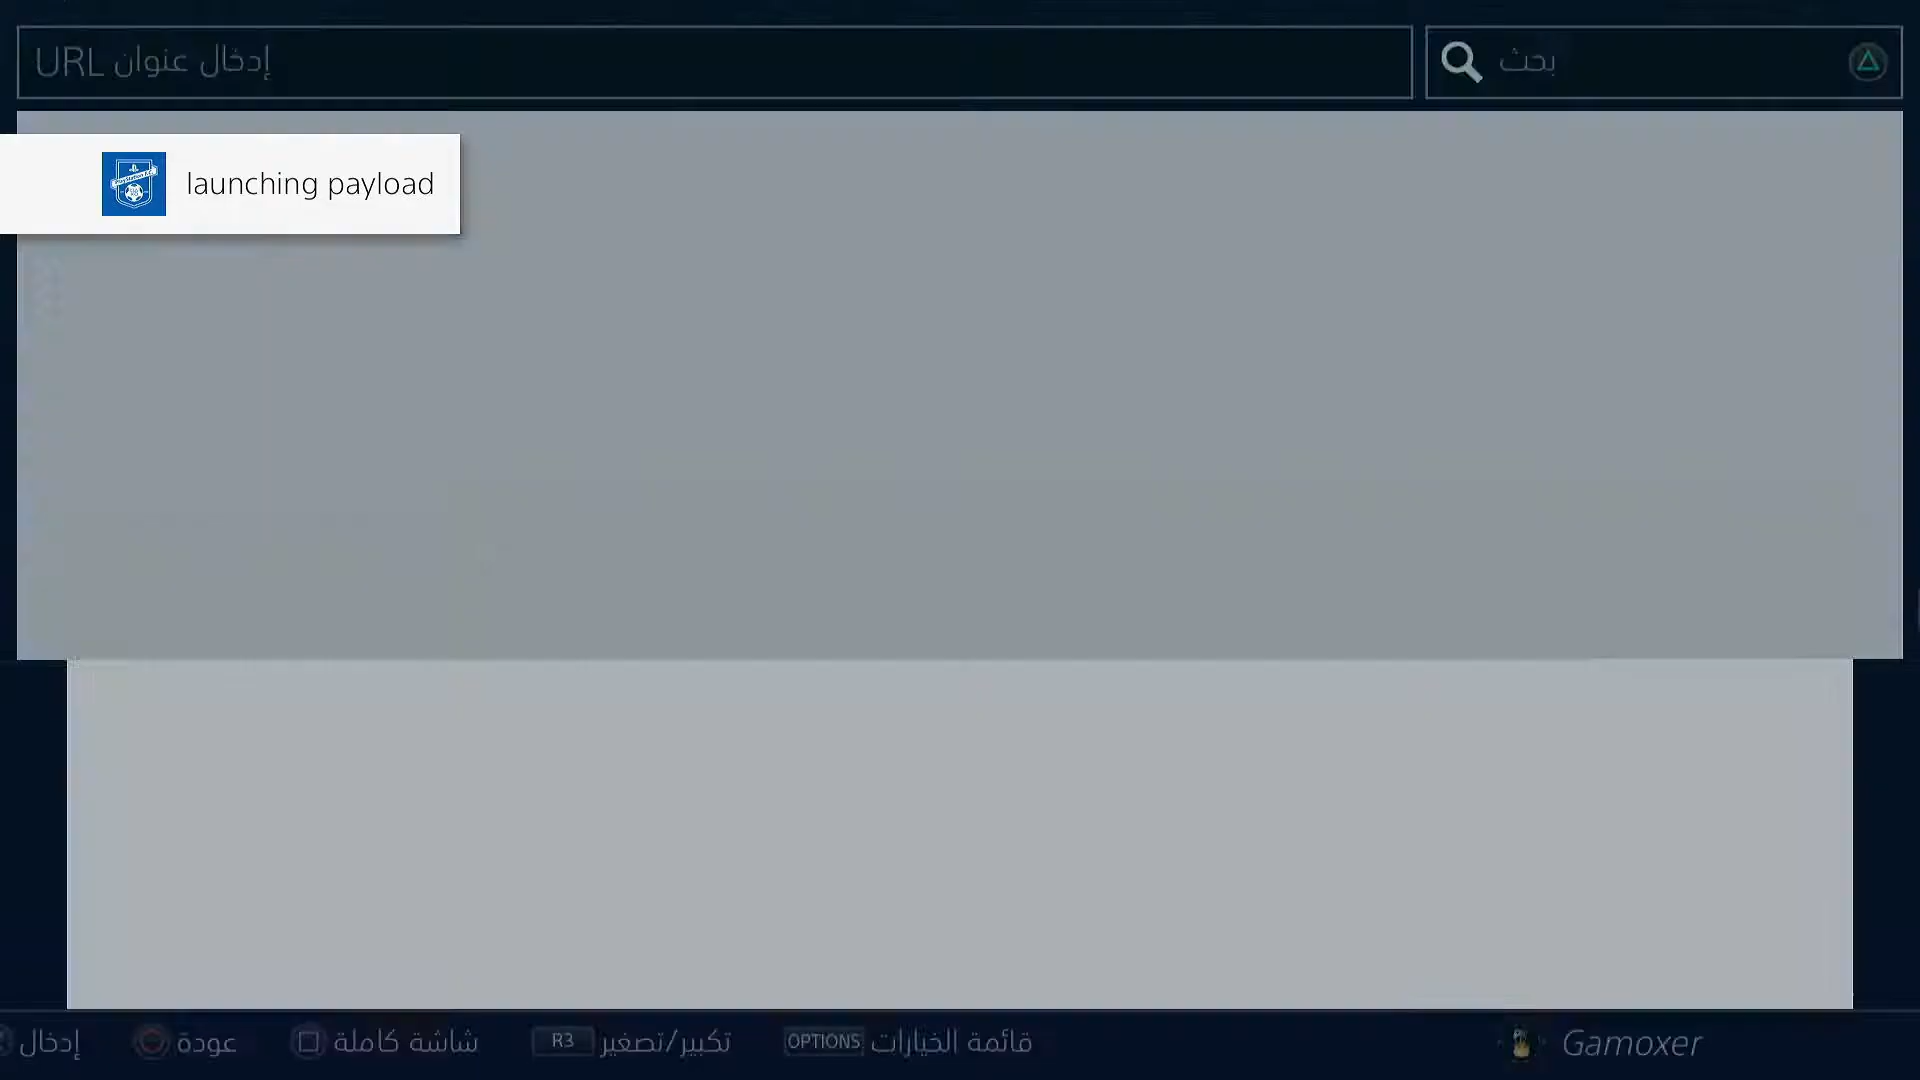 إدخال عنوان URL
بحث
launching payload
إدخال
عودة
شاشة كاملة
R3 تكبير/تصغير
OPTIONS قائمة الخيارات
Gamoxer